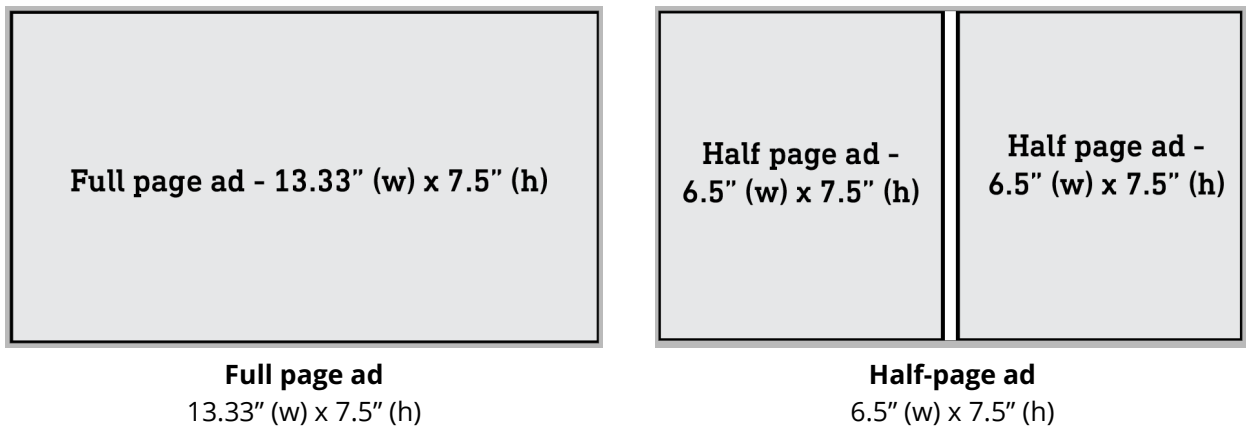 Full page ad - 13.33” (w) x 7.5” (h)
Full page ad
13.33” (w) x 7.5” (h)
Half page ad -
6.5” (w) x 7.5” (h)
Half page ad -
6.5” (w) x 7.5” (h)
Half-page ad
6.5” (w) x 7.5” (h)